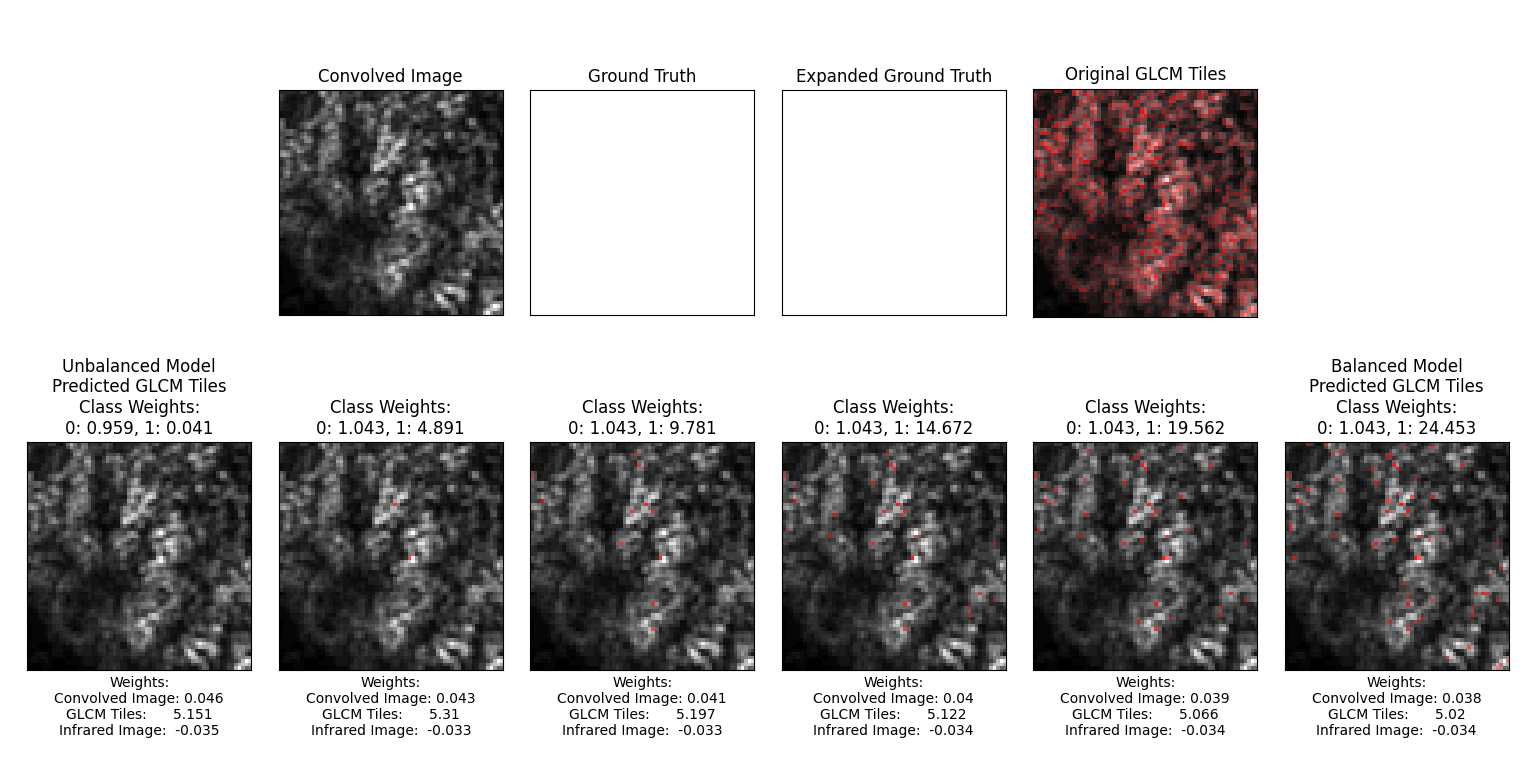 Convolved Image
Ground Truth
Expanded Ground Truth
Original GLCM Tiles
Unbalanced Model
Predicted GLCM Tiles
Class Weights:
0: 0.959, 1: 0.041
Class Weights:
0: 1.043, 1: 4.891
Class Weights:
0: 1.043, 1: 9.781
Class Weights:
0: 1.043, 1: 14.672
Class Weights:
0: 1.043, 1: 19.562
Balanced Model
Predicted GLCM Tiles
Class Weights:
0: 1.043, 1: 24.453
Weights:
Convolved Image: 0.046
GLCM Tiles: 5.151
Infrared Image: -0.035
Weights:
Convolved Image: 0.043
GLCM Tiles: 5.31
Infrared Image: -0.033
Weights:
Convolved Image: 0.041
GLCM Tiles: 5.197
Infrared Image: -0.033
Weights:
Convolved Image: 0.04
GLCM Tiles: 5.122
Infrared Image: -0.034
Weights:
Convolved Image: 0.039
GLCM Tiles: 5.066
Infrared Image: -0.034
Weights:
Convolved Image: 0.038
GLCM Tiles: 5.02
Infrared Image: -0.034